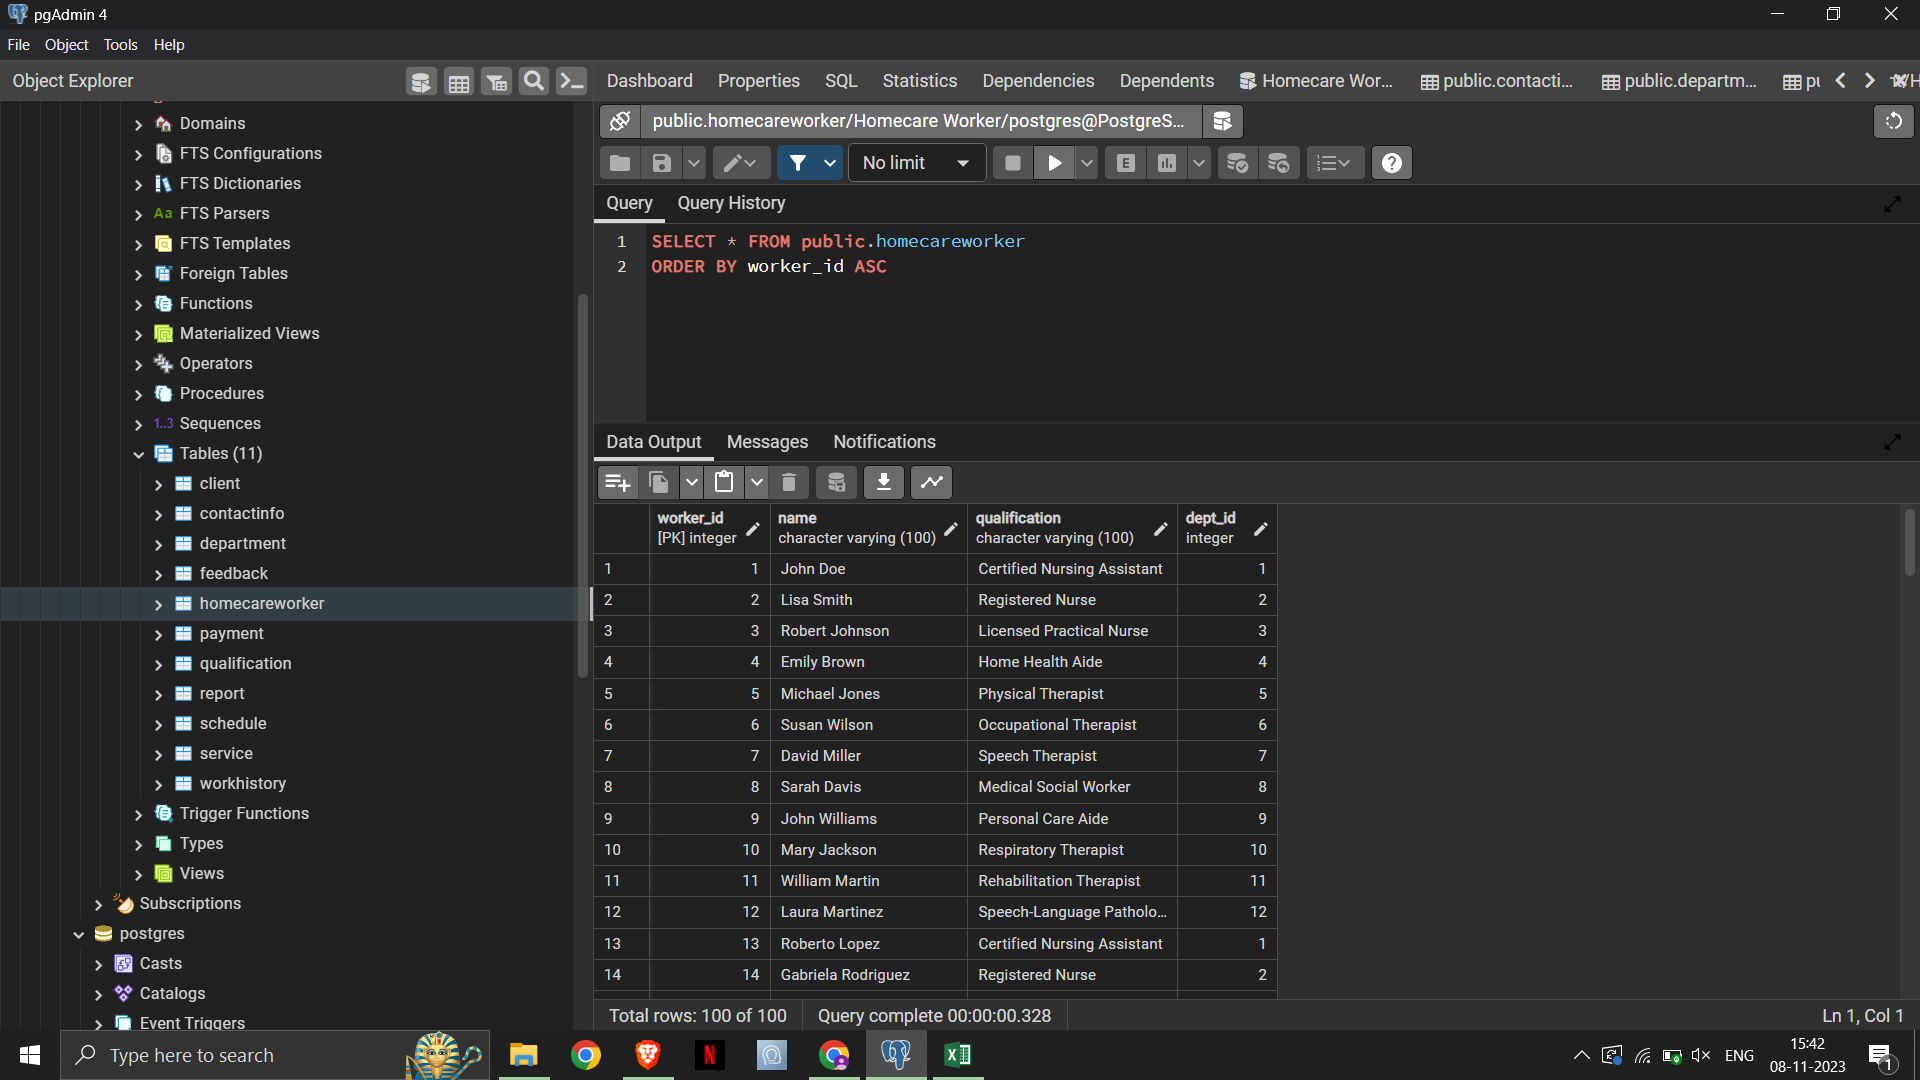 pgAdmin 4
File Object Tools Help
Object Explorer
Dashboard Properties SQL Statistics Dependencies Dependents Homecare Wor... public.contacti... public.departm...
public.homecareworker/Homecare Worker/postgres@PostgreS...
No limit
Query Query History
1 SELECT * FROM public.homecareworker
2 ORDER BY worker_id ASC
Domains
FTS Configurations
FTS Dictionaries
Aa FTS Parsers
FTS Templates
Foreign Tables
Functions
Materialized Views
Operators
Procedures
1..3 Sequences
Tables (11)
client
contactinfo
department
feedback
homecareworker
payment
qualification
report
schedule
service
workhistory
Trigger Functions
Types
Views
Subscriptions
postgres
Casts
Catalogs
Event Triggers
Data Output Messages Notifications
worker_id name qualification dept_id
[PK] integer character varying (100) character varying (100) integer
1 1 John Doe Certified Nursing Assistant 1
2 2 Lisa Smith Registered Nurse 2
3 3 Robert Johnson Licensed Practical Nurse 3
4 4 Emily Brown Home Health Aide 4
5 5 Michael Jones Physical Therapist 5
6 6 Susan Wilson Occupational Therapist 6
7 7 David Miller Speech Therapist 7
8 8 Sarah Davis Medical Social Worker 8
9 9 John Williams Personal Care Aide 9
10 10 Mary Jackson Respiratory Therapist 10
11 11 William Martin Rehabilitation Therapist 11
12 12 Laura Martinez Speech-Language Patholo... 12
13 13 Roberto Lopez Certified Nursing Assistant 1
14 14 Gabriela Rodriguez Registered Nurse 2
Total rows: 100 of 100 Query complete 00:00:00.328 Ln 1, Col 1
Type here to search
ENG
15:42
08-11-2023
1